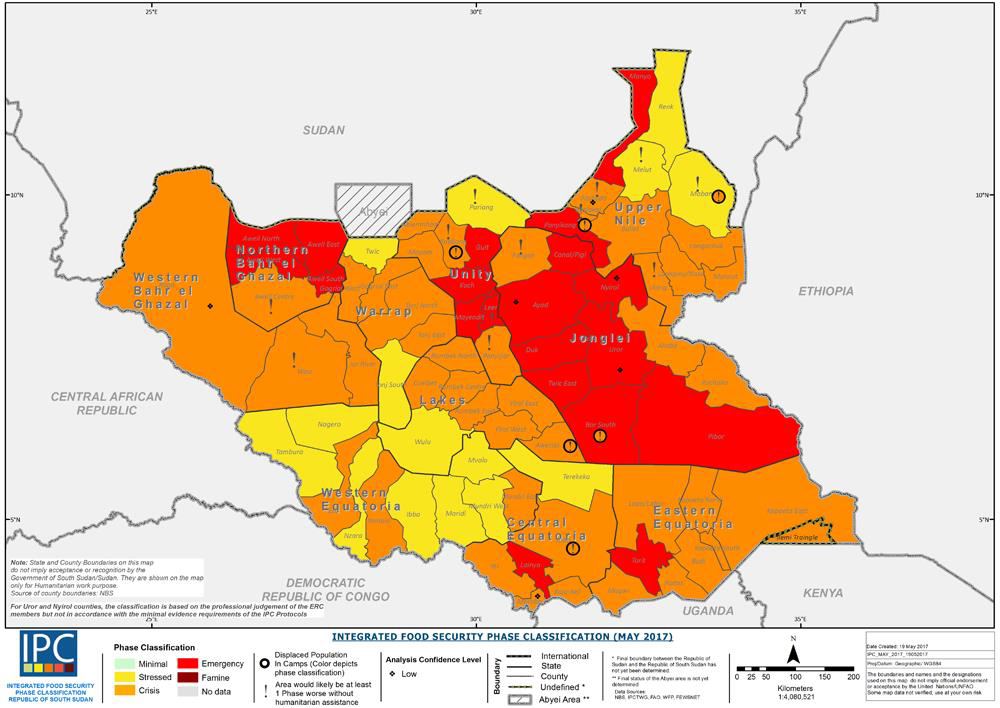 25°E 30°E 35°E
SUDAN
Manyo
Renk
Melut
10°N 10°N
Abyei
Pariang
Upper
Nile
Panyikang
Northern
Bahr el
Ghazal
Aweil North
Aweil East
Aweil South
Aweil Centre
Twic
Guit
Canal/Pigi
Longochuk
Maiwut
Western
Bahr el
Ghazal
Unity
Koch
Nyirol
Ulang
ETHIOPIA
Warrap
Mayendit
Leer
Ayod
Jonglei
Tonj East
Duk
Uror
Akobo
Wau
Jur River
Rumbek North
Panyijiar
Pochalla
CENTRAL AFRICAN
REPUBLIC
Tonj South
Cueibet
Rumbek Centre
Twic East
Lakes
Rumbek East
Yirol East
Nagero
Wulu
Yirol West
Awerial
Bor South
Pibor
Tambura
Mvolo
Terekeka
Western
Equatoria
Kapoeta North
Kapoeta East
5°N 5°N
Ibba
Maridi
Mundri West
Mundri East
Central
Equatoria
Eastern
Equatoria
Nzara
Lainya
Torit
Budi
Kapoeta South
Ilemi Traingle
Yei
Kajo-keji
Magwi
DEMOCRATIC
REPUBLIC OF CONGO
UGANDA
KENYA
Note: State and County Boundaries on this map
do not imply acceptance or recognition by the
Government of South Sudan/Sudan. They are shown on the map
only for Humanitarian work purpose.
Source of county boundaries: NBS
For Uror and Nyirol counties, the classification is based on the professional judgement of the ERC
members but not in accordance with the minimal evidence requirements of the IPC Protocols
25°E 30°E 35°E
IPC
INTEGRATED FOOD SECURITY
PHASE CLASSIFICATION
REPUBLIC OF SOUTH SUDAN
INTEGRATED FOOD SECURITY PHASE CLASSIFICATION (MAY 2017)
Phase Classification
Minimal
Stressed
Crisis
Emergency
Famine
No data
Displaced Population
In Camps (Color depicts
phase classification)
! Area would likely be at least
1 Phase worse without
humanitarian assistance
Analysis Confidence Level
Low
Boundary
International
State
County
Undefined *
Abyei Area **
* Final boundary between the Republic of
Sudan and the Republic of South Sudan has
not yet been determined.
** Final status of the Abyei area is not yet
determined
Data Sources:
NBS, IPCTWG, FAO, WFP, FEWSNET
N
0 25 50 100 150 200
Kilometers
1:4,080,521
Date Created: 19 May 2017
IPC_MAY_2017_19052017
Proj/Datum: Geographic/ WGS84
The boundaries and names and the designations
used on this map do not imply official endorsement
or acceptance by the United Nations/UNFAO
Some map data not verified; use at your own risk